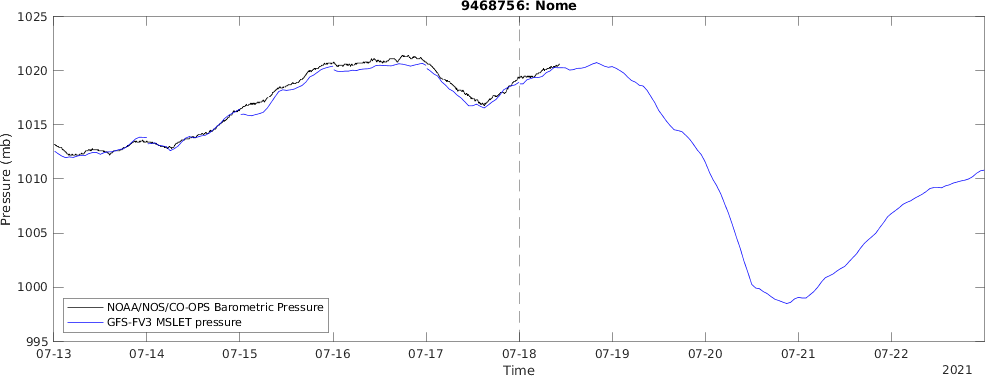 9468756: Nome
1025
1020
1015
1010
1005
1000
995
Pressure (mb)
NOAA/NOS/CO-OPS Barometric Pressure
GFS-FV3 MSLET pressure
07-13 07-14 07-15 07-16 07-17 07-18 07-19 07-20 07-21 07-22
Time
2021